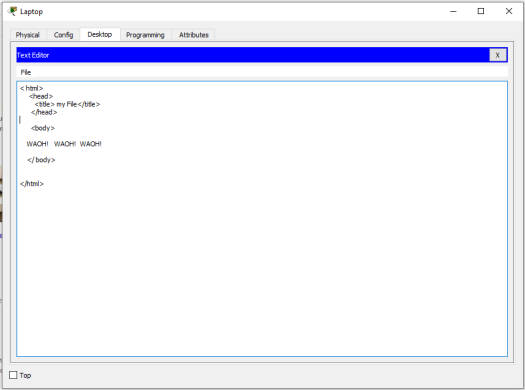 Laptop
Physical Config Desktop Programming Attributes
Text Editor X
File
< html>
<head>
<title> my File </title>
</head>
<body>
WAOH! WAOH! WAOH!
</ body>
</html>
Top